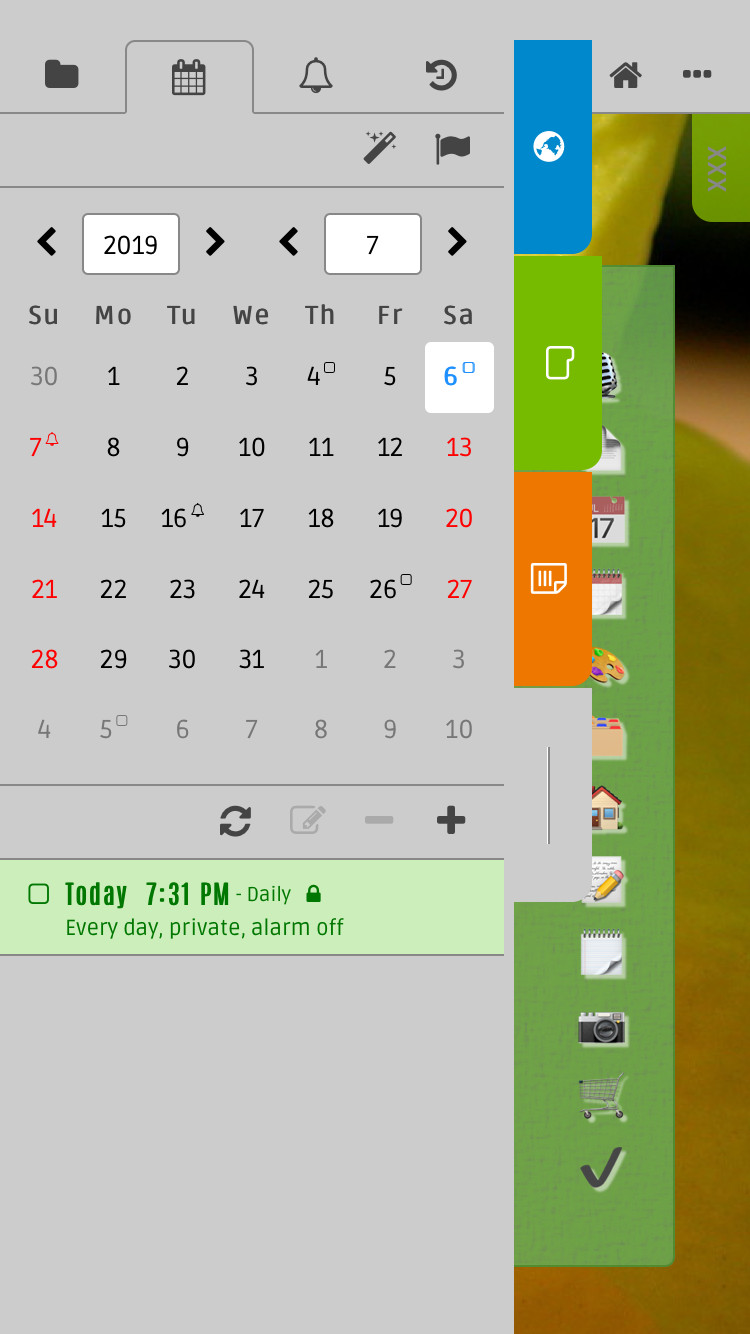 XXX
2019 7
Su Mo Tu We Th Fr Sa
30 1 2 3 4 5 6
7 8 9 10 11 12 13
14 15 16 17 18 19 20
21 22 23 24 25 26 27
28 29 30 31 1 2 3
4 5 6 7 8 9 10
Today 7:31 PM - Daily
Every day, private, alarm off
17